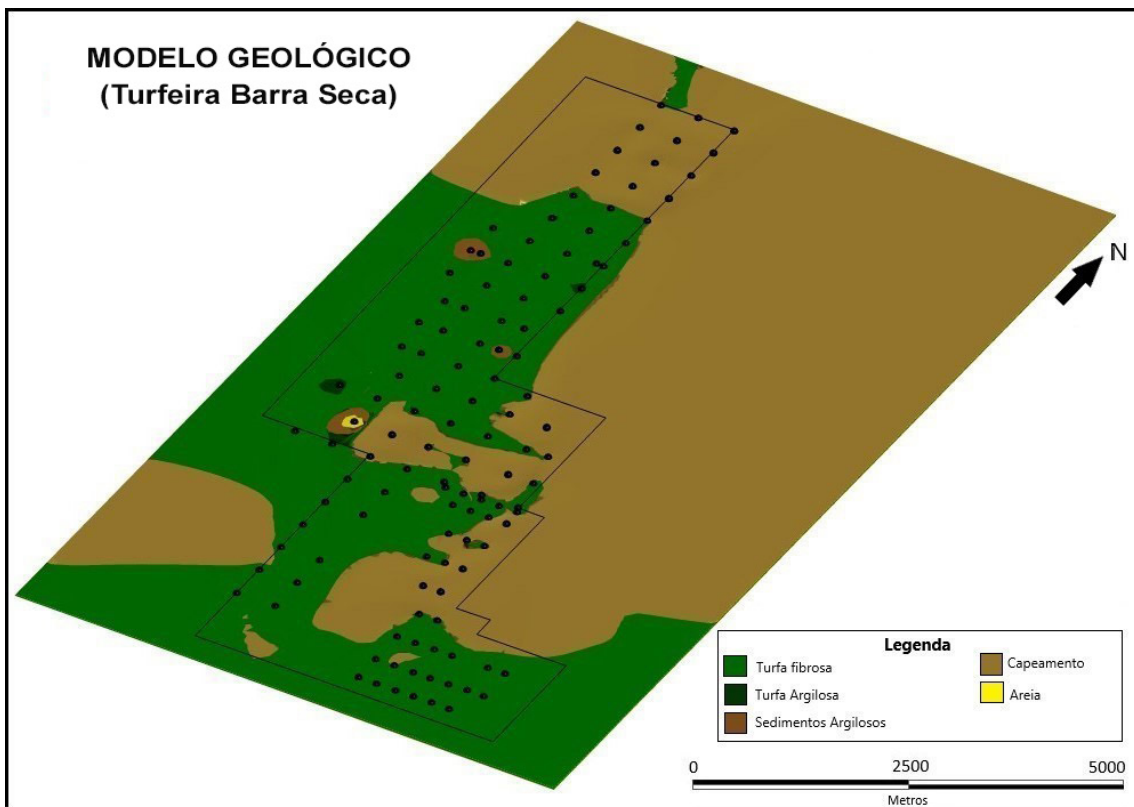 MODELO GEOLÓGICO
(Turfeira Barra Seca)
N
Legenda
Turfa fibrosa
Capeamento
Turfa Argilosa
Areia
Sedimentos Argilosos
0 2500 5000
Metros